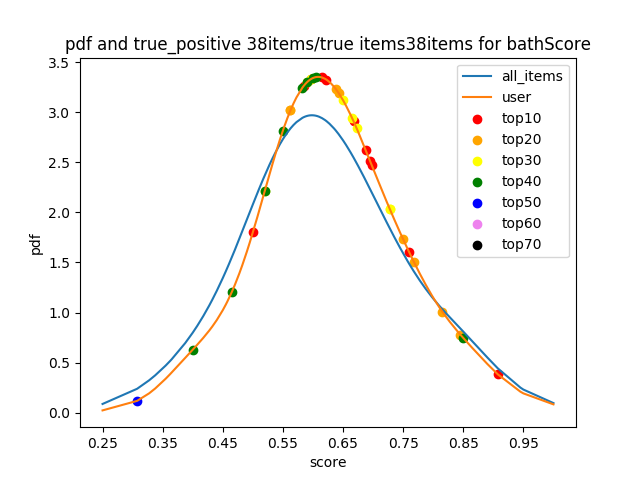 pdf and true_positive 38items/true items38items for bathScore
all_items
user
top10
top20
top30
top40
top50
top60
top70
pdf
3.5
3.0
2.5
2.0
1.5
1.0
0.5
0.0
0.25 0.35 0.45 0.55 0.65 0.75 0.85 0.95
score